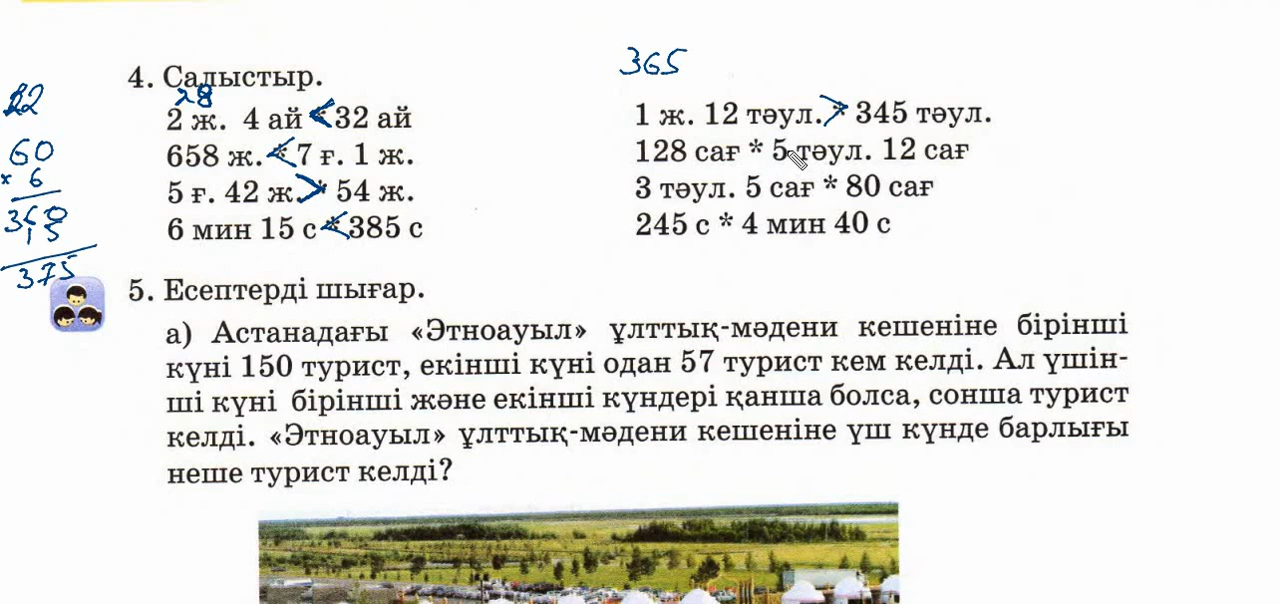 365
4. Салыстыр.
12
28
2 ж. 4 ай < 32 ай
658 ж. < 7 ғ. 1 ж.
5 ғ. 42 ж. > 54 ж.
6 мин 15 с < 385 с
60
× 6
360
15
375
1 ж. 12 тәул. > 345 тәул.
128 сағ * 5 тәул. 12 сағ
3 тәул. 5 сағ * 80 сағ
245 с * 4 мин 40 с
5. Есептерді шығар.
а) Астанадағы «Этноауыл» ұлттық-мәдени кешеніне бірінші
күні 150 турист, екінші күні одан 57 турист кем келді. Ал үшін-
ші күні бірінші және екінші күндері қанша болса, сонша турист
келді. «Этноауыл» ұлттық-мәдени кешеніне үш күнде барлығы
неше турист келді?